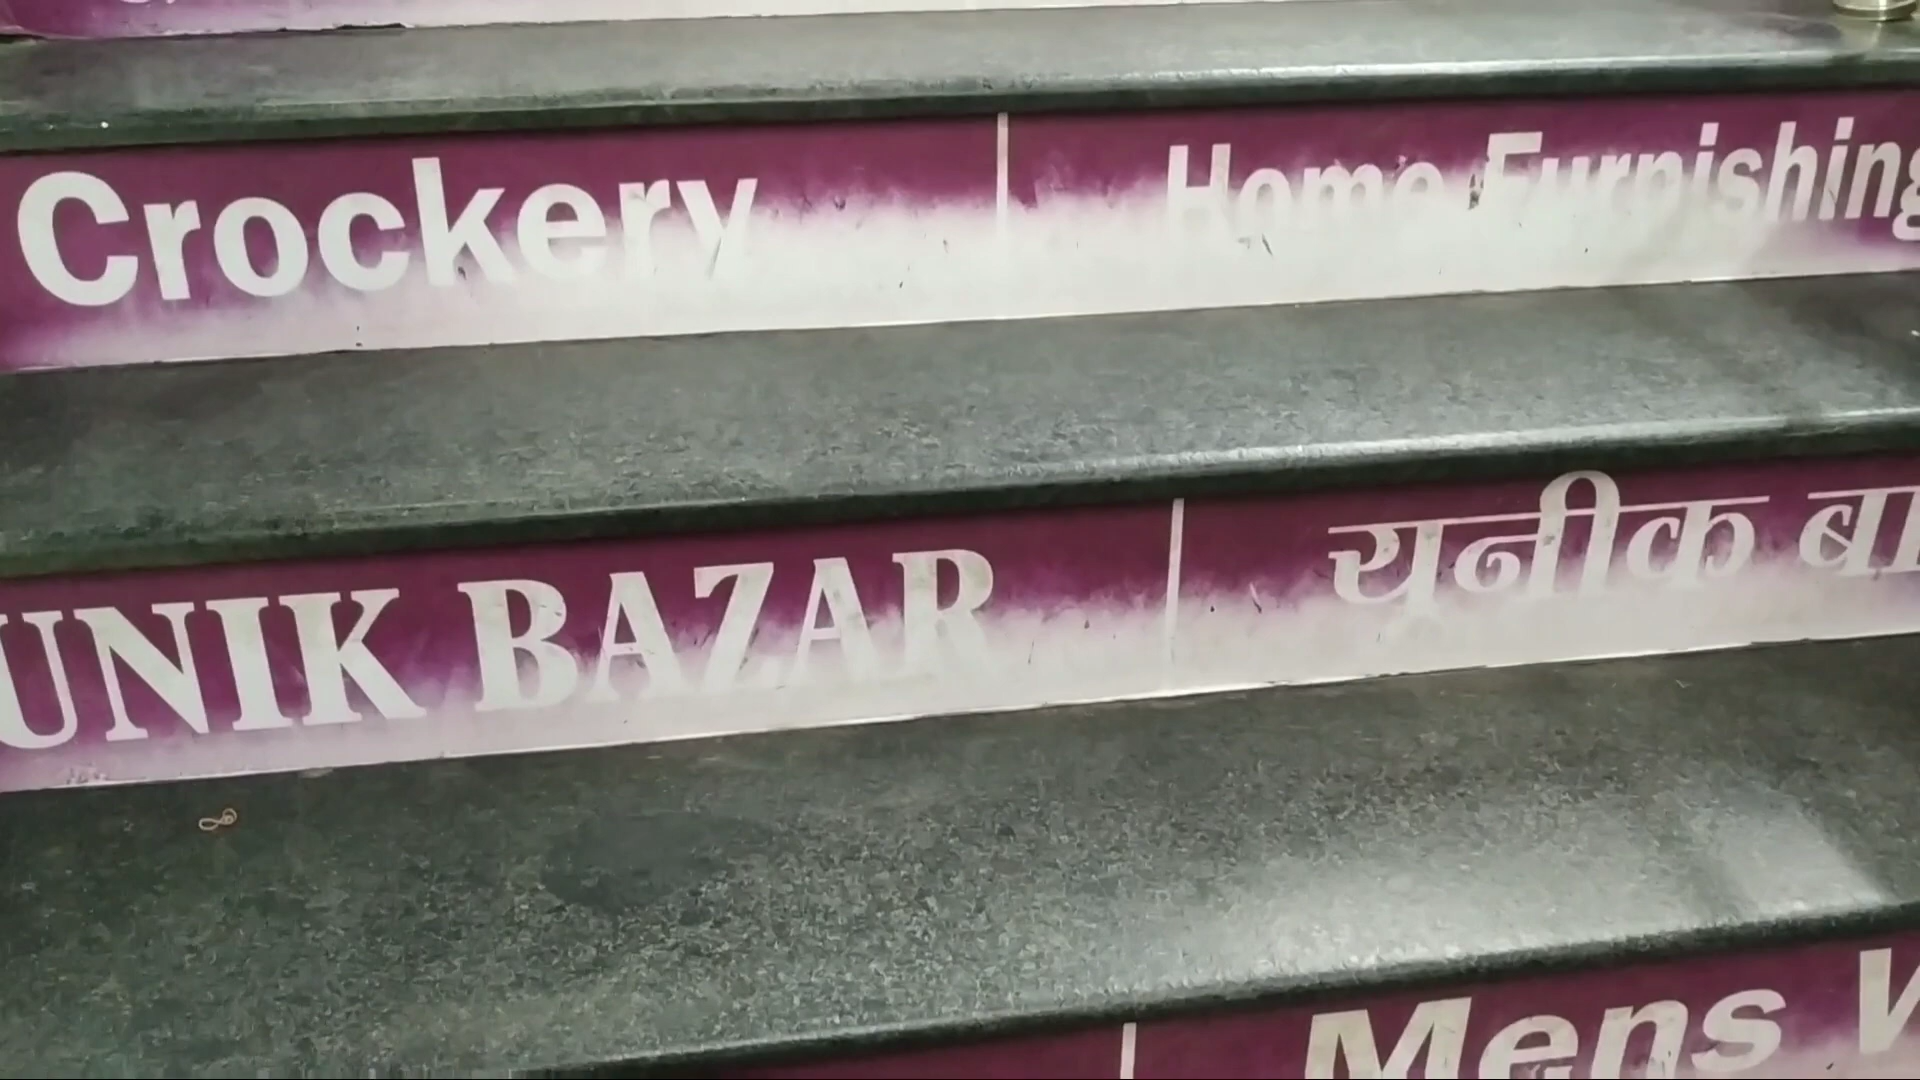 Crockery Home Furnishing
UNIK BAZAR यूनीक बा
Mens